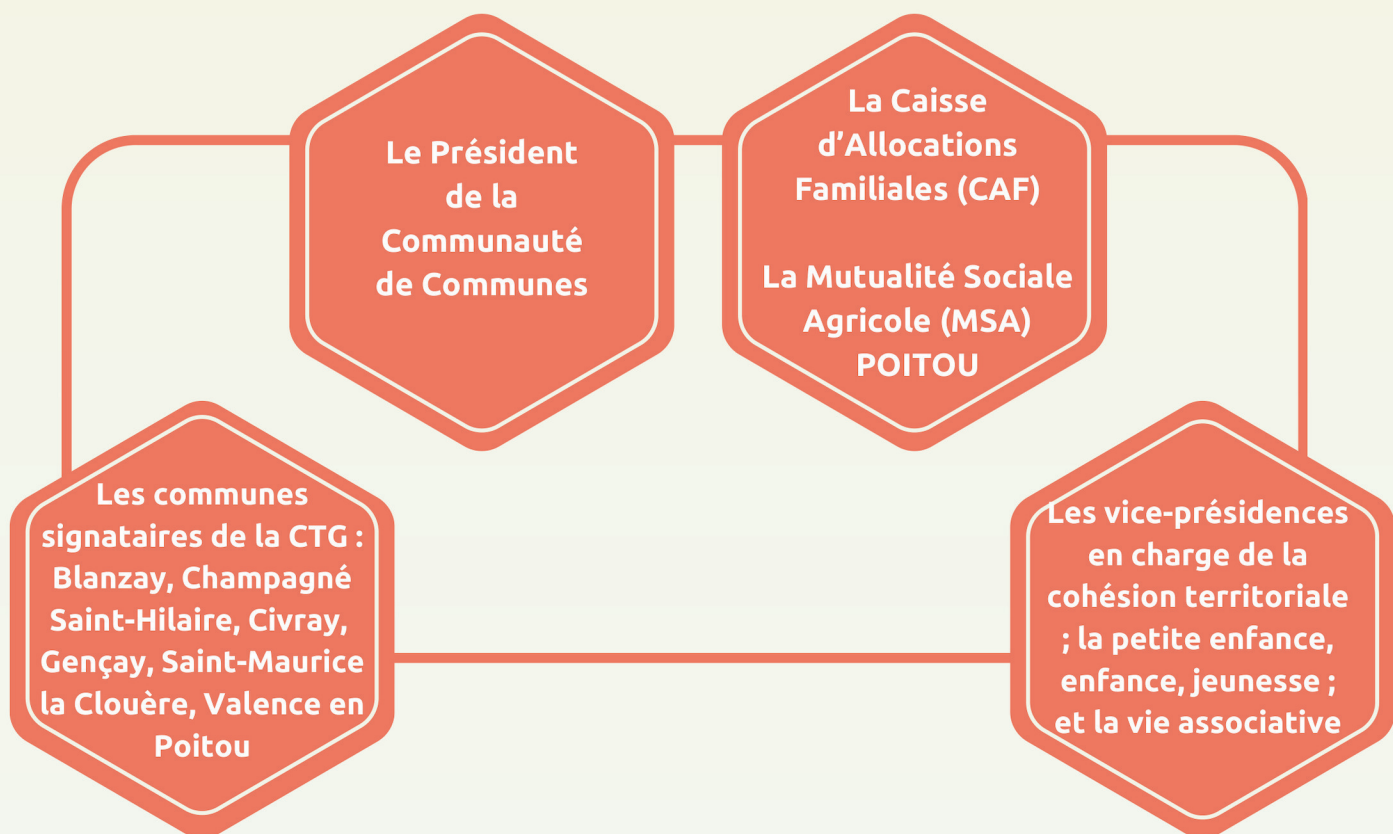 Le Président
de la
Communauté
de Communes
La Caisse
d’Allocations
Familiales (CAF)
La Mutualité Sociale
Agricole (MSA)
POITOU
Les communes
signataires de la CTG :
Blanzay, Champagné
Saint-Hilaire, Civray,
Gençay, Saint-Maurice
la Clouère, Valence en
Poitou
Les vice-présidences
en charge de la
cohésion territoriale
; la petite enfance,
enfance, jeunesse ;
et la vie associative